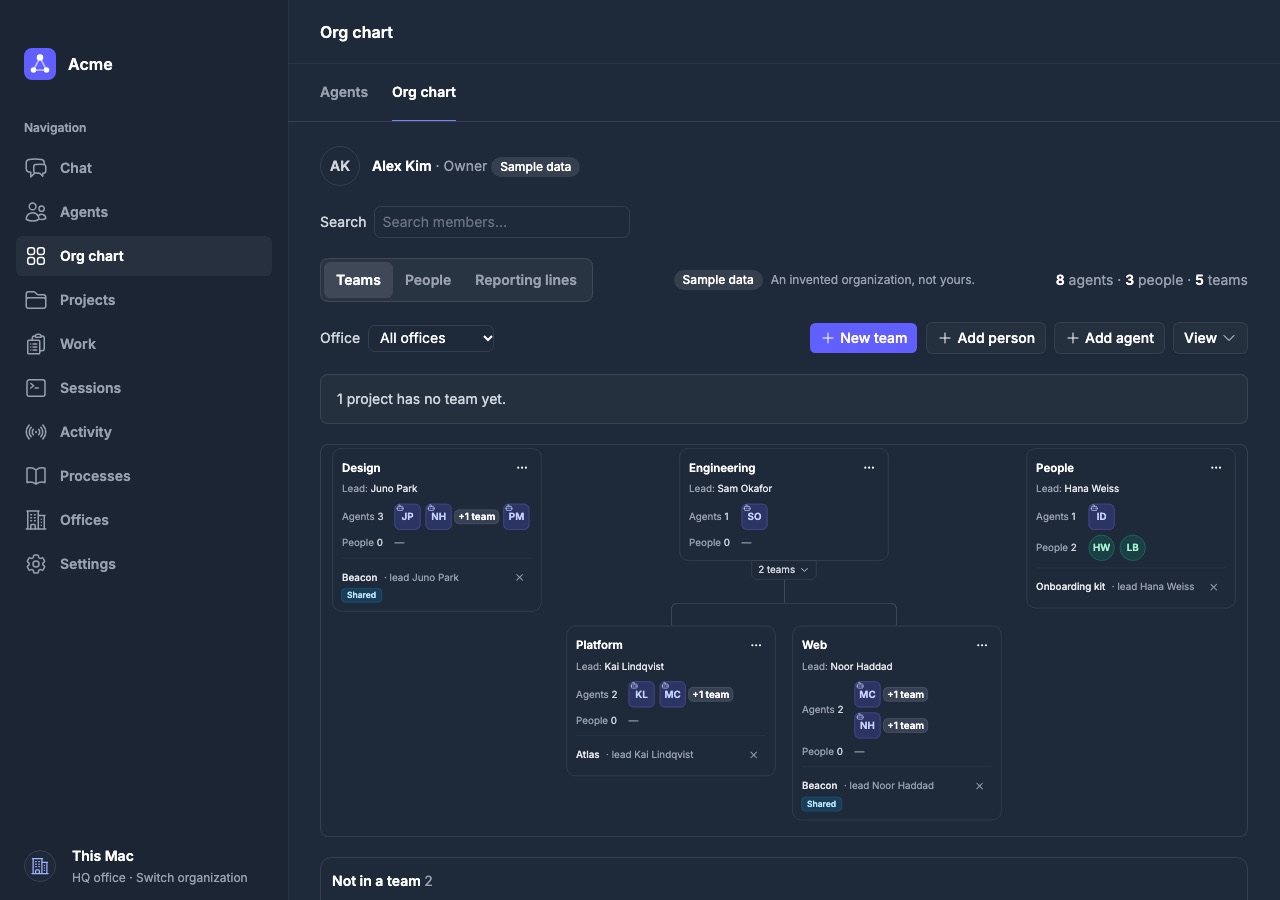 Acme
Navigation
Chat
Agents
Org chart
Projects
Work
Sessions
Activity
Processes
Offices
Settings
This Mac
HQ office · Switch organization
Org chart
Agents Org chart
AK Alex Kim · Owner Sample data
Search Search members...
Teams People Reporting lines Sample data An invented organization, not yours. 8 agents · 3 people · 5 teams
Office All offices + New team + Add person + Add agent View
1 project has no team yet.
Design ...
Lead: Juno Park
Agents 3 JP NH +1 team PM
People 0 —
Beacon · lead Juno Park ×
Shared
Engineering ...
Lead: Sam Okafor
Agents 1 SO
People 0 —
2 teams
People ...
Lead: Hana Weiss
Agents 1 ID
People 2 HW LB
Onboarding kit · lead Hana Weiss ×
Platform ...
Lead: Kai Lindqvist
Agents 2 KL MC +1 team
People 0 —
Atlas · lead Kai Lindqvist ×
Web ...
Lead: Noor Haddad
Agents 2 MC +1 team
NH +1 team
People 0 —
Beacon · lead Noor Haddad ×
Shared
Not in a team 2